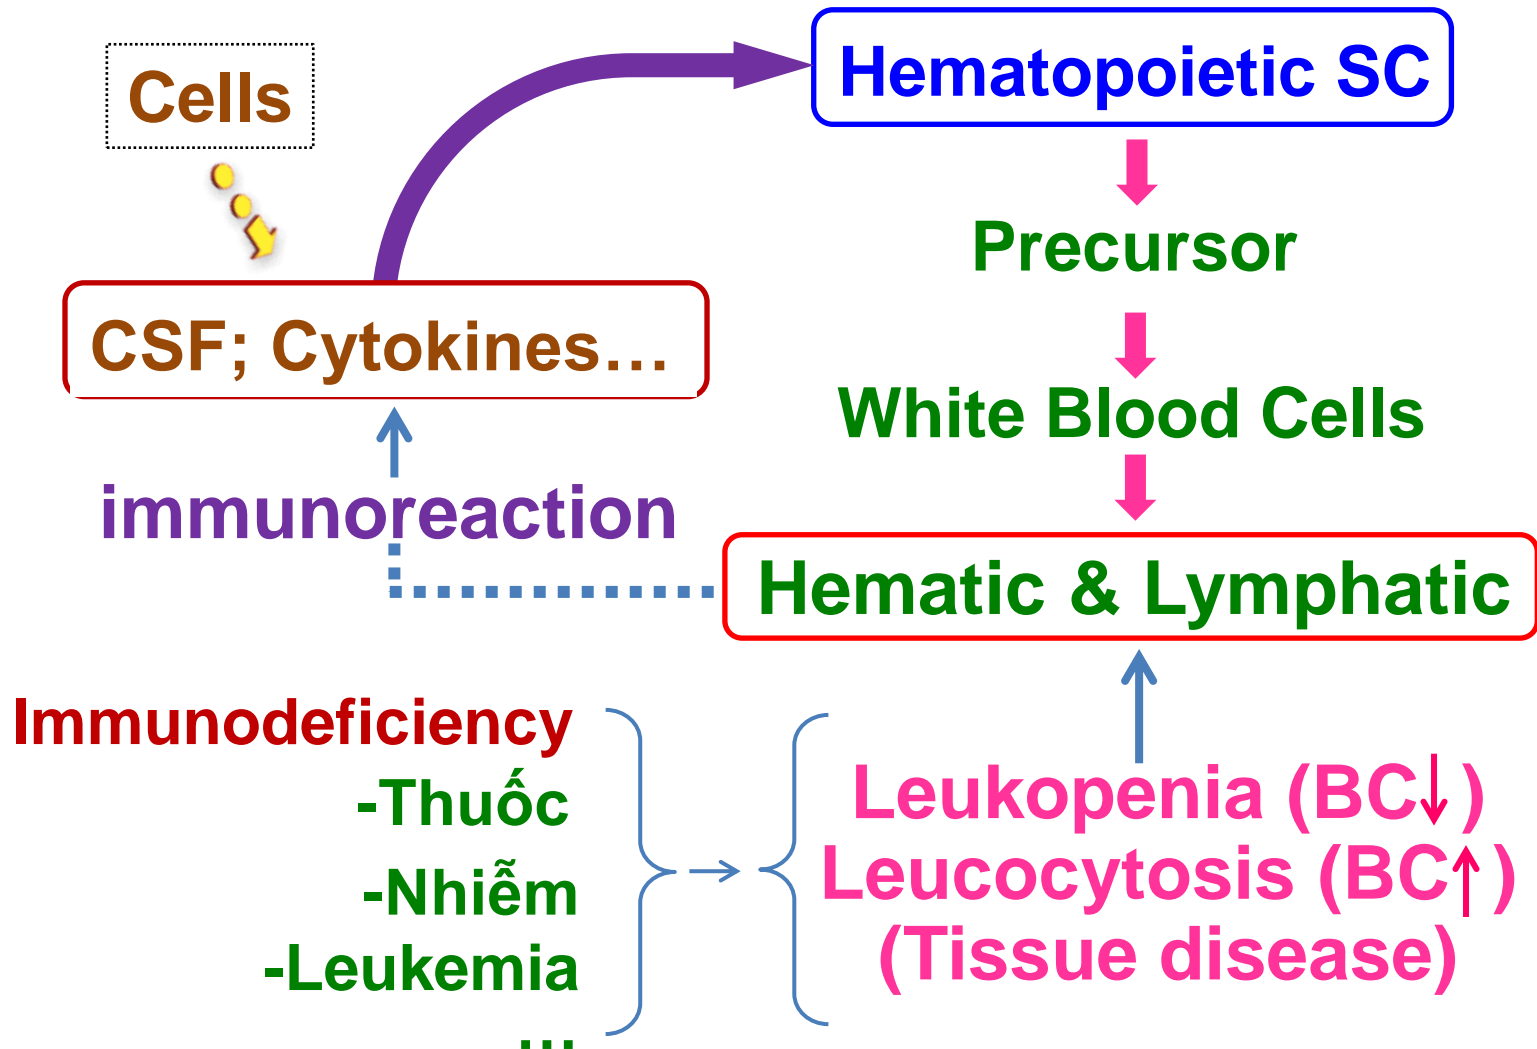 Cells
Hematopoietic SC
Precursor
CSF; Cytokines…
White Blood Cells
immunoreaction
Hematic & Lymphatic
Immunodeficiency
-Thuốc
-Nhiễm
-Leukemia
…
Leukopenia (BC↓)
Leucocytosis (BC↑)
(Tissue disease)